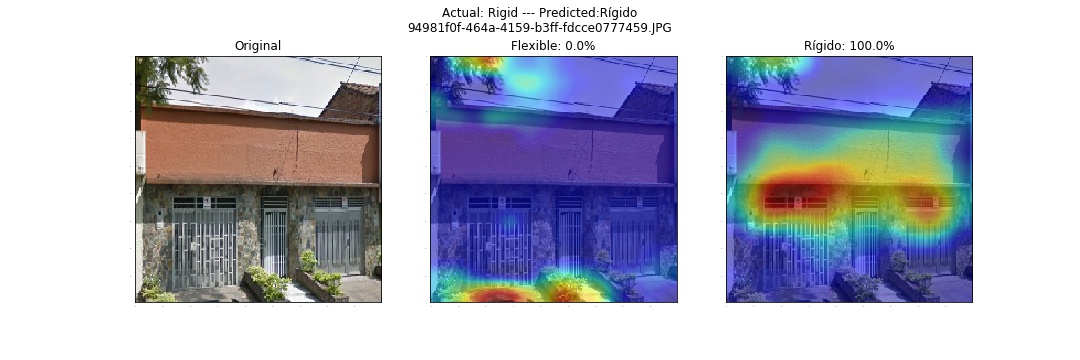 Actual: Rigid --- Predicted:Rígido
94981f0f-464a-4159-b3ff-fdcce0777459.JPG
Original
Flexible: 0.0%
Rígido: 100.0%